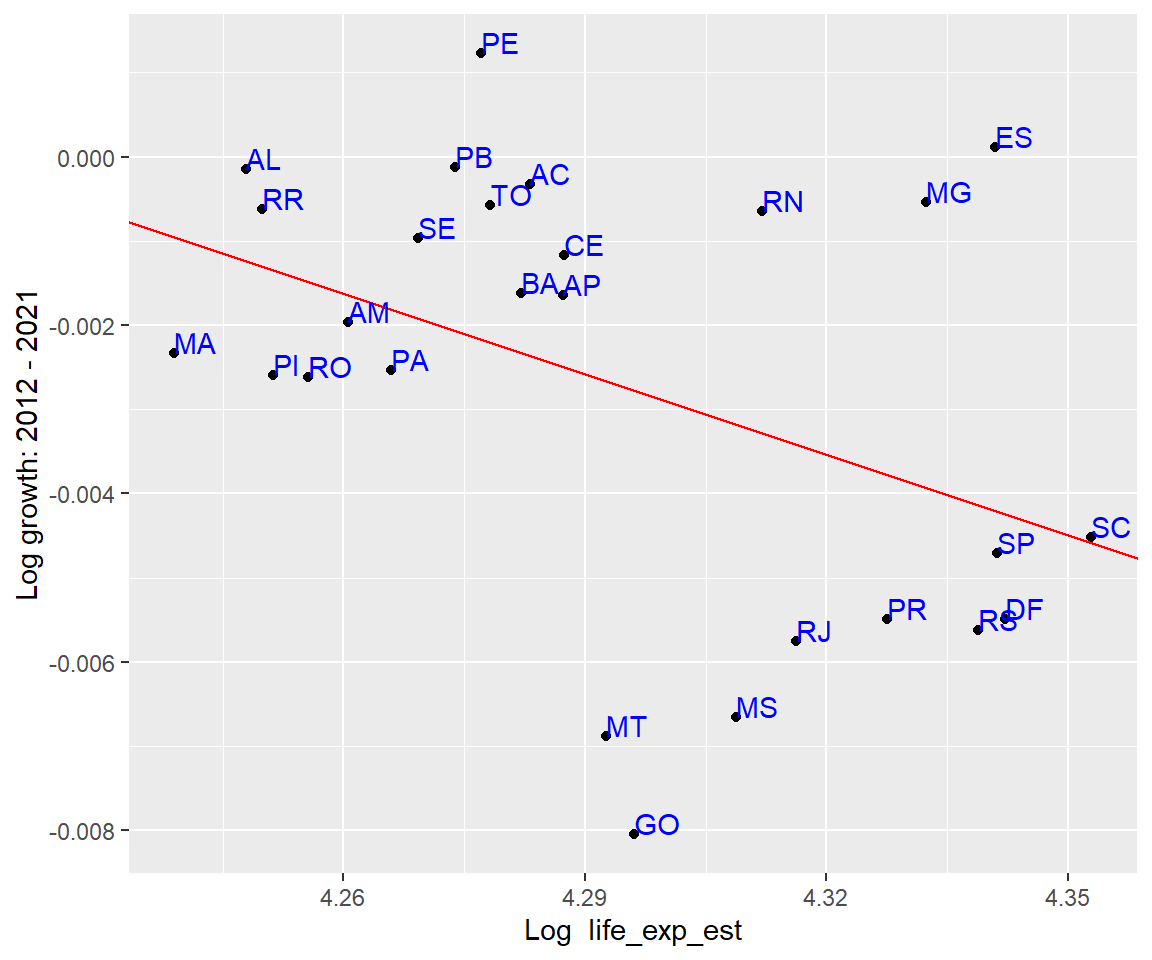 PE
AL
PB
ES
AC
RR
TO
RN
MG
SE
CE
BA
AP
AM
MA
PI
RO
PA
SC
SP
PR
DF
RS
RJ
MS
MT
GO
0.000
-0.002
-0.004
-0.006
-0.008
Log growth: 2012 - 2021
4.26
4.29
4.32
4.35
Log life_exp_est